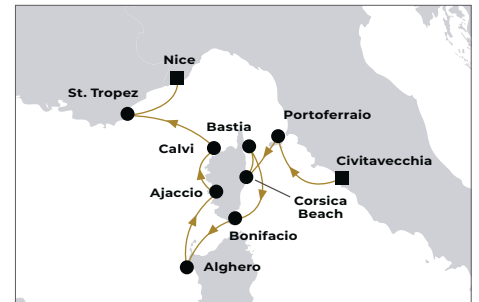 Nice
St. Tropez
Portoferraio
Bastia
Calvi
Civitavecchia
Ajaccio
Corsica
Beach
Bonifacio
Alghero